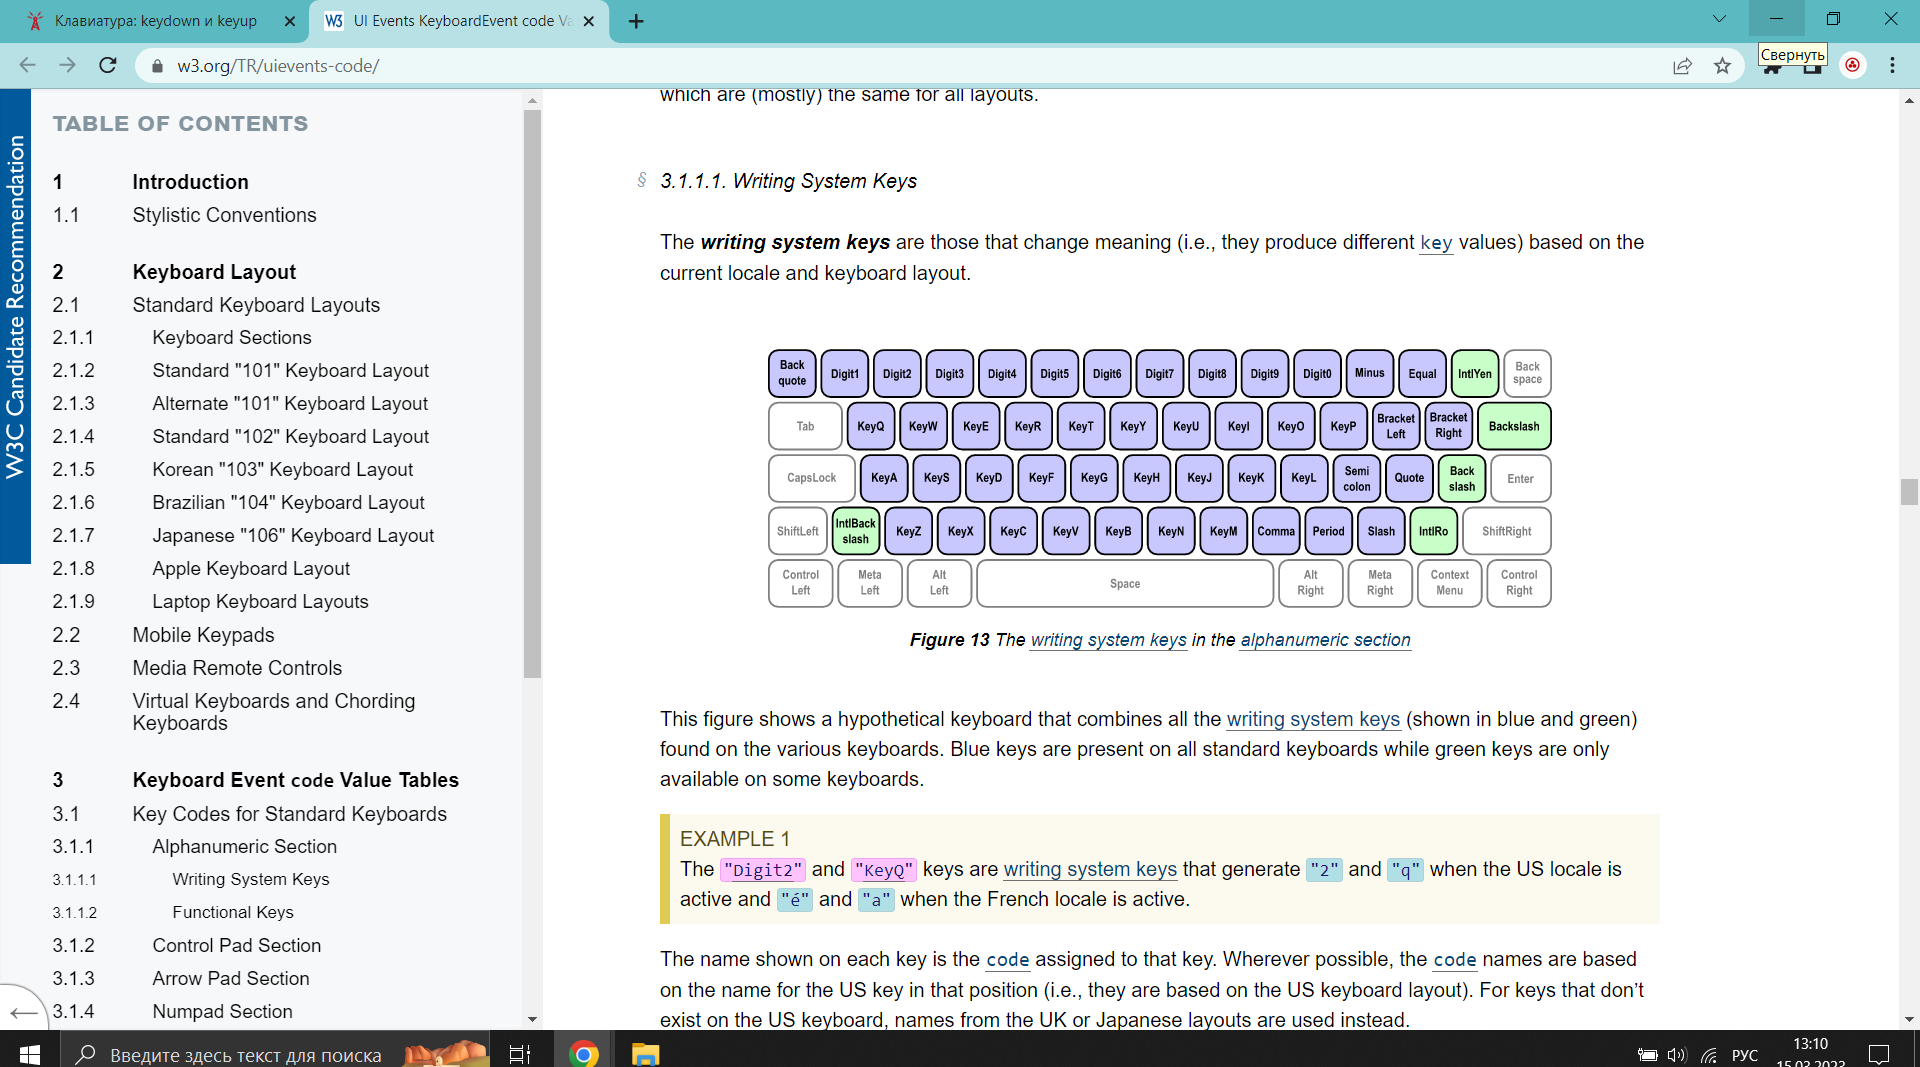 Клавиатура: keydown и keyup
W3 UI Events KeyboardEvent code Va
w3.org/TR/uievents-code/
Свернуть
W3C Candidate Recommendation
TABLE OF CONTENTS
1 Introduction
1.1 Stylistic Conventions
2 Keyboard Layout
2.1 Standard Keyboard Layouts
2.1.1 Keyboard Sections
2.1.2 Standard "101" Keyboard Layout
2.1.3 Alternate "101" Keyboard Layout
2.1.4 Standard "102" Keyboard Layout
2.1.5 Korean "103" Keyboard Layout
2.1.6 Brazilian "104" Keyboard Layout
2.1.7 Japanese "106" Keyboard Layout
2.1.8 Apple Keyboard Layout
2.1.9 Laptop Keyboard Layouts
2.2 Mobile Keypads
2.3 Media Remote Controls
2.4 Virtual Keyboards and Chording
Keyboards
3 Keyboard Event code Value Tables
3.1 Key Codes for Standard Keyboards
3.1.1 Alphanumeric Section
3.1.1.1 Writing System Keys
3.1.1.2 Functional Keys
3.1.2 Control Pad Section
3.1.3 Arrow Pad Section
3.1.4 Numpad Section
which are (mostly) the same for all layouts.
§ 3.1.1.1. Writing System Keys
The writing system keys are those that change meaning (i.e., they produce different key values) based on the
current locale and keyboard layout.
Back quote Digit1 Digit2 Digit3 Digit4 Digit5 Digit6 Digit7 Digit8 Digit9 Digit0 Minus Equal IntlYen Back space
Tab KeyQ KeyW KeyE KeyR KeyT KeyY KeyU KeyI KeyO KeyP Bracket Left Bracket Right Backslash
CapsLock KeyA KeyS KeyD KeyF KeyG KeyH KeyJ KeyK KeyL Semi colon Quote Back slash Enter
ShiftLeft IntlBack slash KeyZ KeyX KeyC KeyV KeyB KeyN KeyM Comma Period Slash IntlRo ShiftRight
Control Left Meta Left Alt Left Space Alt Right Meta Right Context Menu Control Right
Figure 13 The writing system keys in the alphanumeric section
This figure shows a hypothetical keyboard that combines all the writing system keys (shown in blue and green)
found on the various keyboards. Blue keys are present on all standard keyboards while green keys are only
available on some keyboards.
EXAMPLE 1
The "Digit2" and "KeyQ" keys are writing system keys that generate "2" and "q" when the US locale is
active and "é" and "a" when the French locale is active.
The name shown on each key is the code assigned to that key. Wherever possible, the code names are based
on the name for the US key in that position (i.e., they are based on the US keyboard layout). For keys that don’t
exist on the US keyboard, names from the UK or Japanese layouts are used instead.
Введите здесь текст для поиска
РУС
13:10
15.03.2023